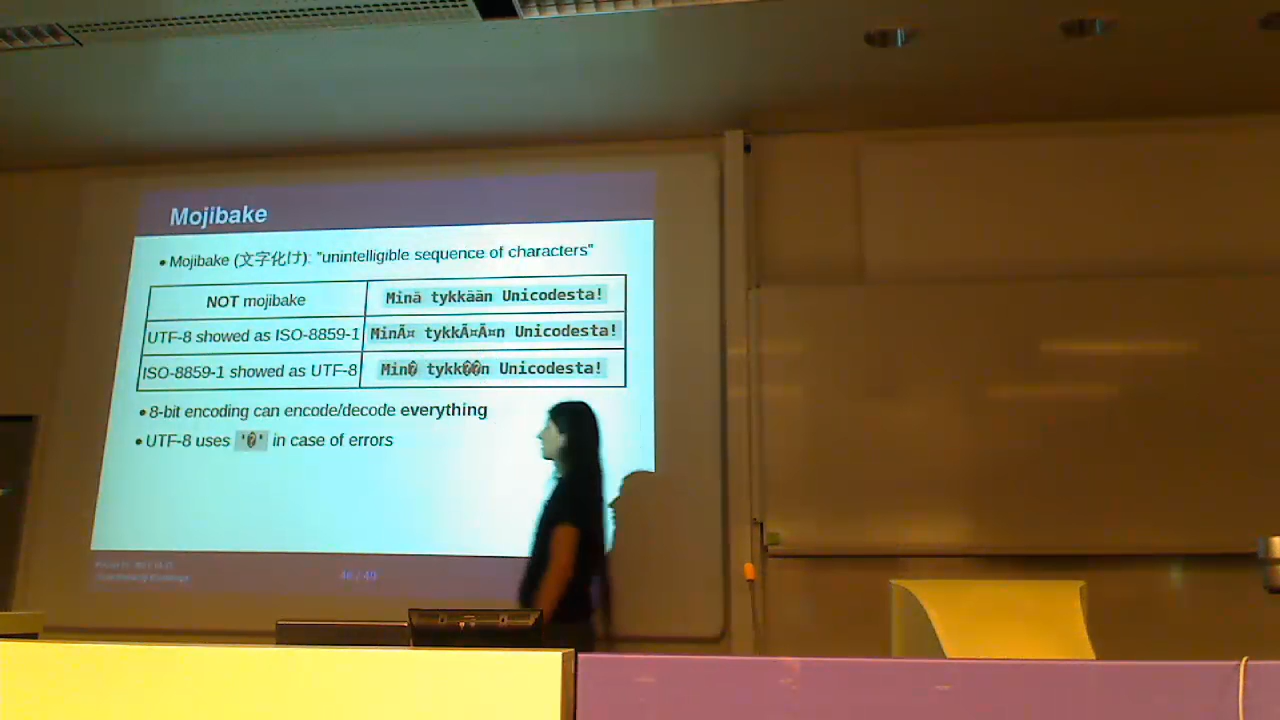 Mojibake
• Mojibake (文字化け): "unintelligible sequence of characters"
NOT mojibake Minä tykkään Unicodesta!
UTF-8 showed as ISO-8859-1 MinÃ¤ tykkÃ¤Ã¤n Unicodesta!
ISO-8859-1 showed as UTF-8 Min� tykk��n Unicodesta!
• 8-bit encoding can encode/decode everything
• UTF-8 uses '�' in case of errors
46 / 49